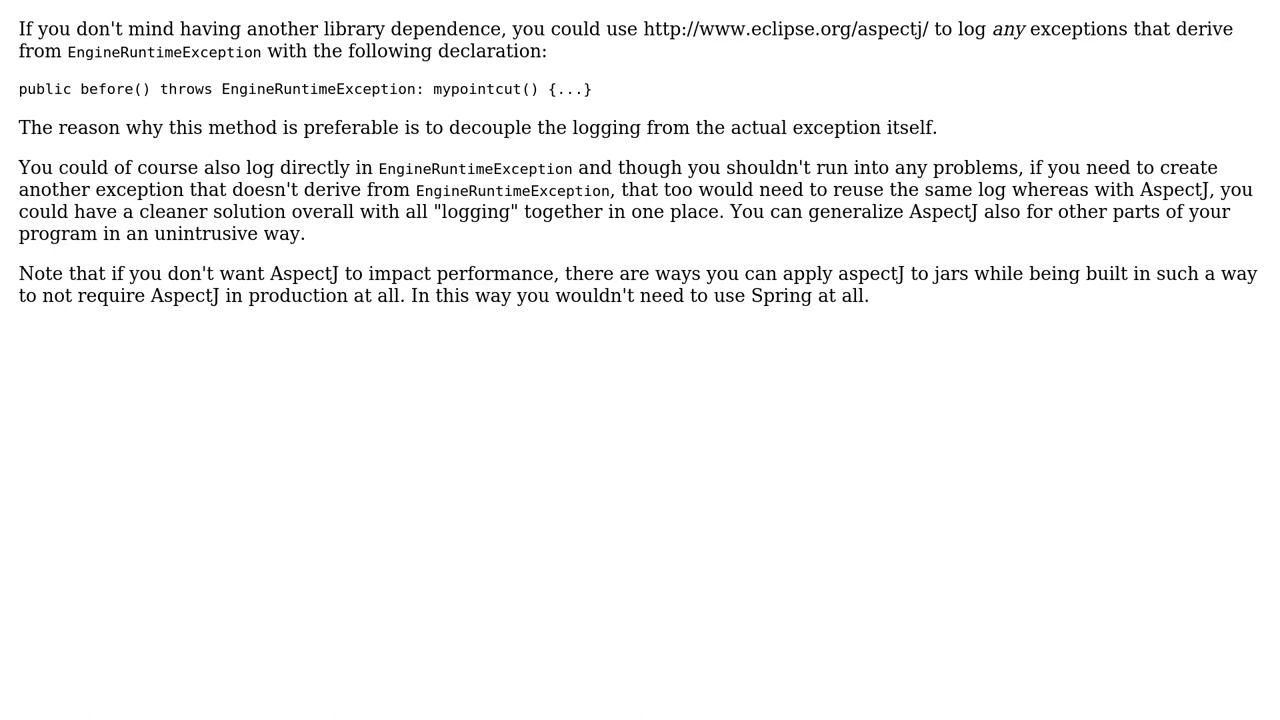 If you don't mind having another library dependence, you could use http://www.eclipse.org/aspectj/ to log any exceptions that derive
from EngineRuntimeException with the following declaration:
public before() throws EngineRuntimeException: mypointcut() {...}
The reason why this method is preferable is to decouple the logging from the actual exception itself.
You could of course also log directly in EngineRuntimeException and though you shouldn't run into any problems, if you need to create
another exception that doesn't derive from EngineRuntimeException, that too would need to reuse the same log whereas with AspectJ, you
could have a cleaner solution overall with all "logging" together in one place. You can generalize AspectJ also for other parts of your
program in an unintrusive way.
Note that if you don't want AspectJ to impact performance, there are ways you can apply aspectJ to jars while being built in such a way
to not require AspectJ in production at all. In this way you wouldn't need to use Spring at all.